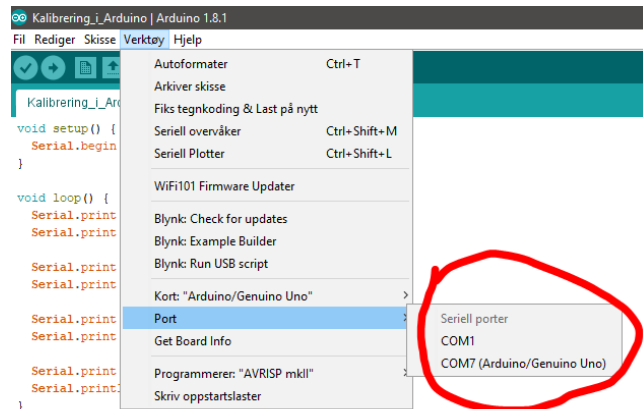 Kalibrering_i_Arduino | Arduino 1.8.1
Fil Rediger Skisse Verktøy Hjelp
Kalibrering_i_Ard
void setup() {
Serial.begin
}
void loop() {
Serial.print
Serial.print
Serial.print
Serial.print
Serial.print
Serial.print
Serial.print
Serial.printl
}
Autoformater Ctrl+T
Arkiver skisse
Fiks tegnkoding & Last på nytt
Seriell overvåker Ctrl+Shift+M
Seriell Plotter Ctrl+Shift+L
WiFi101 Firmware Updater
Blynk: Check for updates
Blynk: Example Builder
Blynk: Run USB script
Kort: "Arduino/Genuino Uno"
Port
Get Board Info
Programmerer: "AVRISP mkII"
Skriv oppstartslaster
Seriell porter
COM1
COM7 (Arduino/Genuino Uno)